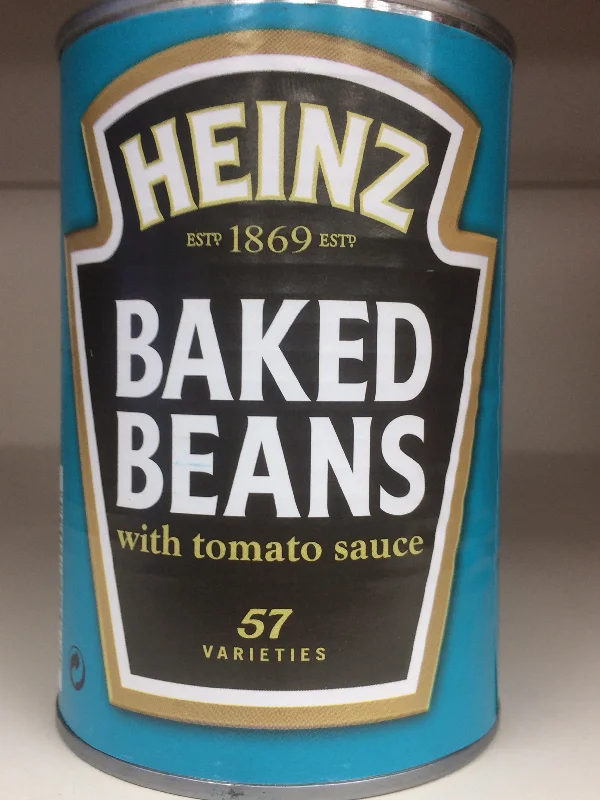 HEINZ
ESTD 1869 ESTD
BAKED
BEANS
with tomato sauce
57
VARIETIES